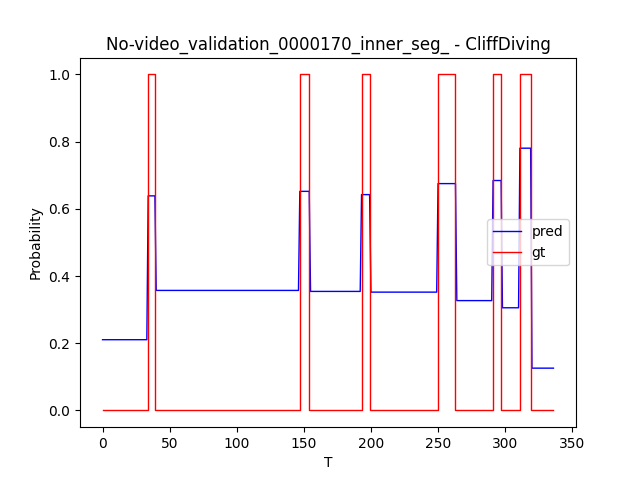 No-video_validation_0000170_inner_seg_ - CliffDiving
1.0
0.8
0.6
0.4
0.2
0.0
Probability
pred
gt
0 50 100 150 200 250 300 350
T